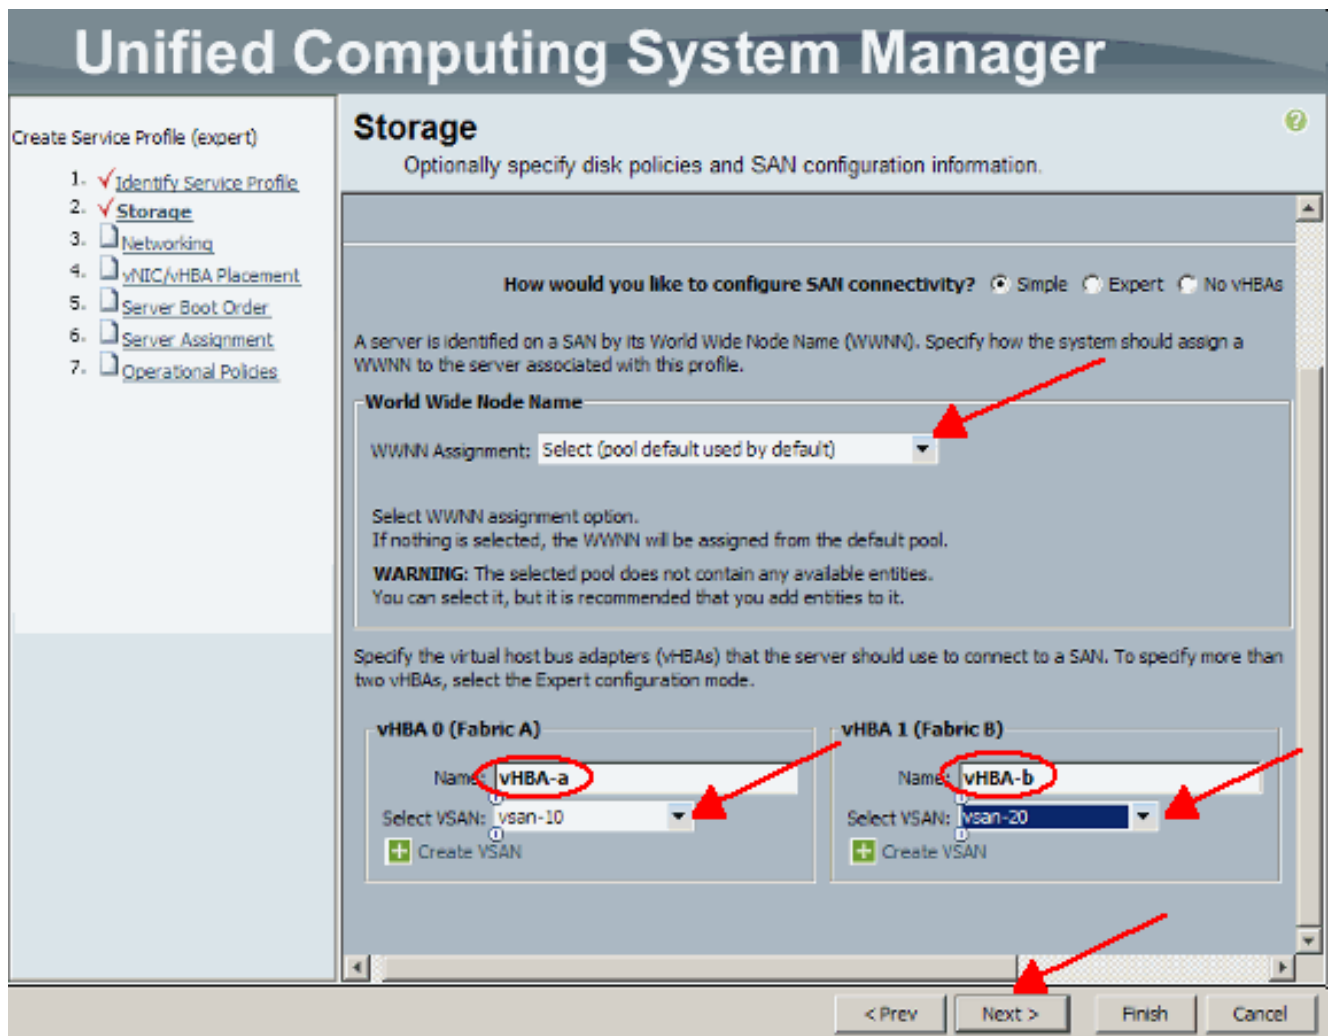 Unified Computing System Manager
Create Service Profile (expert)
1. Identify Service Profile
2. Storage
3. Networking
4. vNIC/vHBA Placement
5. Server Boot Order
6. Server Assignment
7. Operational Policies
Storage
Optionally specify disk policies and SAN configuration information.
How would you like to configure SAN connectivity? Simple Expert No vHBAs
A server is identified on a SAN by its World Wide Node Name (WWNN). Specify how the system should assign a
WWNN to the server associated with this profile.
World Wide Node Name
WWNN Assignment: Select (pool default used by default)
Select WWNN assignment option.
If nothing is selected, the WWNN will be assigned from the default pool.
WARNING: The selected pool does not contain any available entities.
You can select it, but it is recommended that you add entities to it.
Specify the virtual host bus adapters (vHBAs) that the server should use to connect to a SAN. To specify more than
two vHBAs, select the Expert configuration mode.
vHBA 0 (Fabric A)
Name: vHBA-a
Select VSAN: vsan-10
Create VSAN
vHBA 1 (Fabric B)
Name: vHBA-b
Select VSAN: vsan-20
Create VSAN
< Prev Next > Finish Cancel